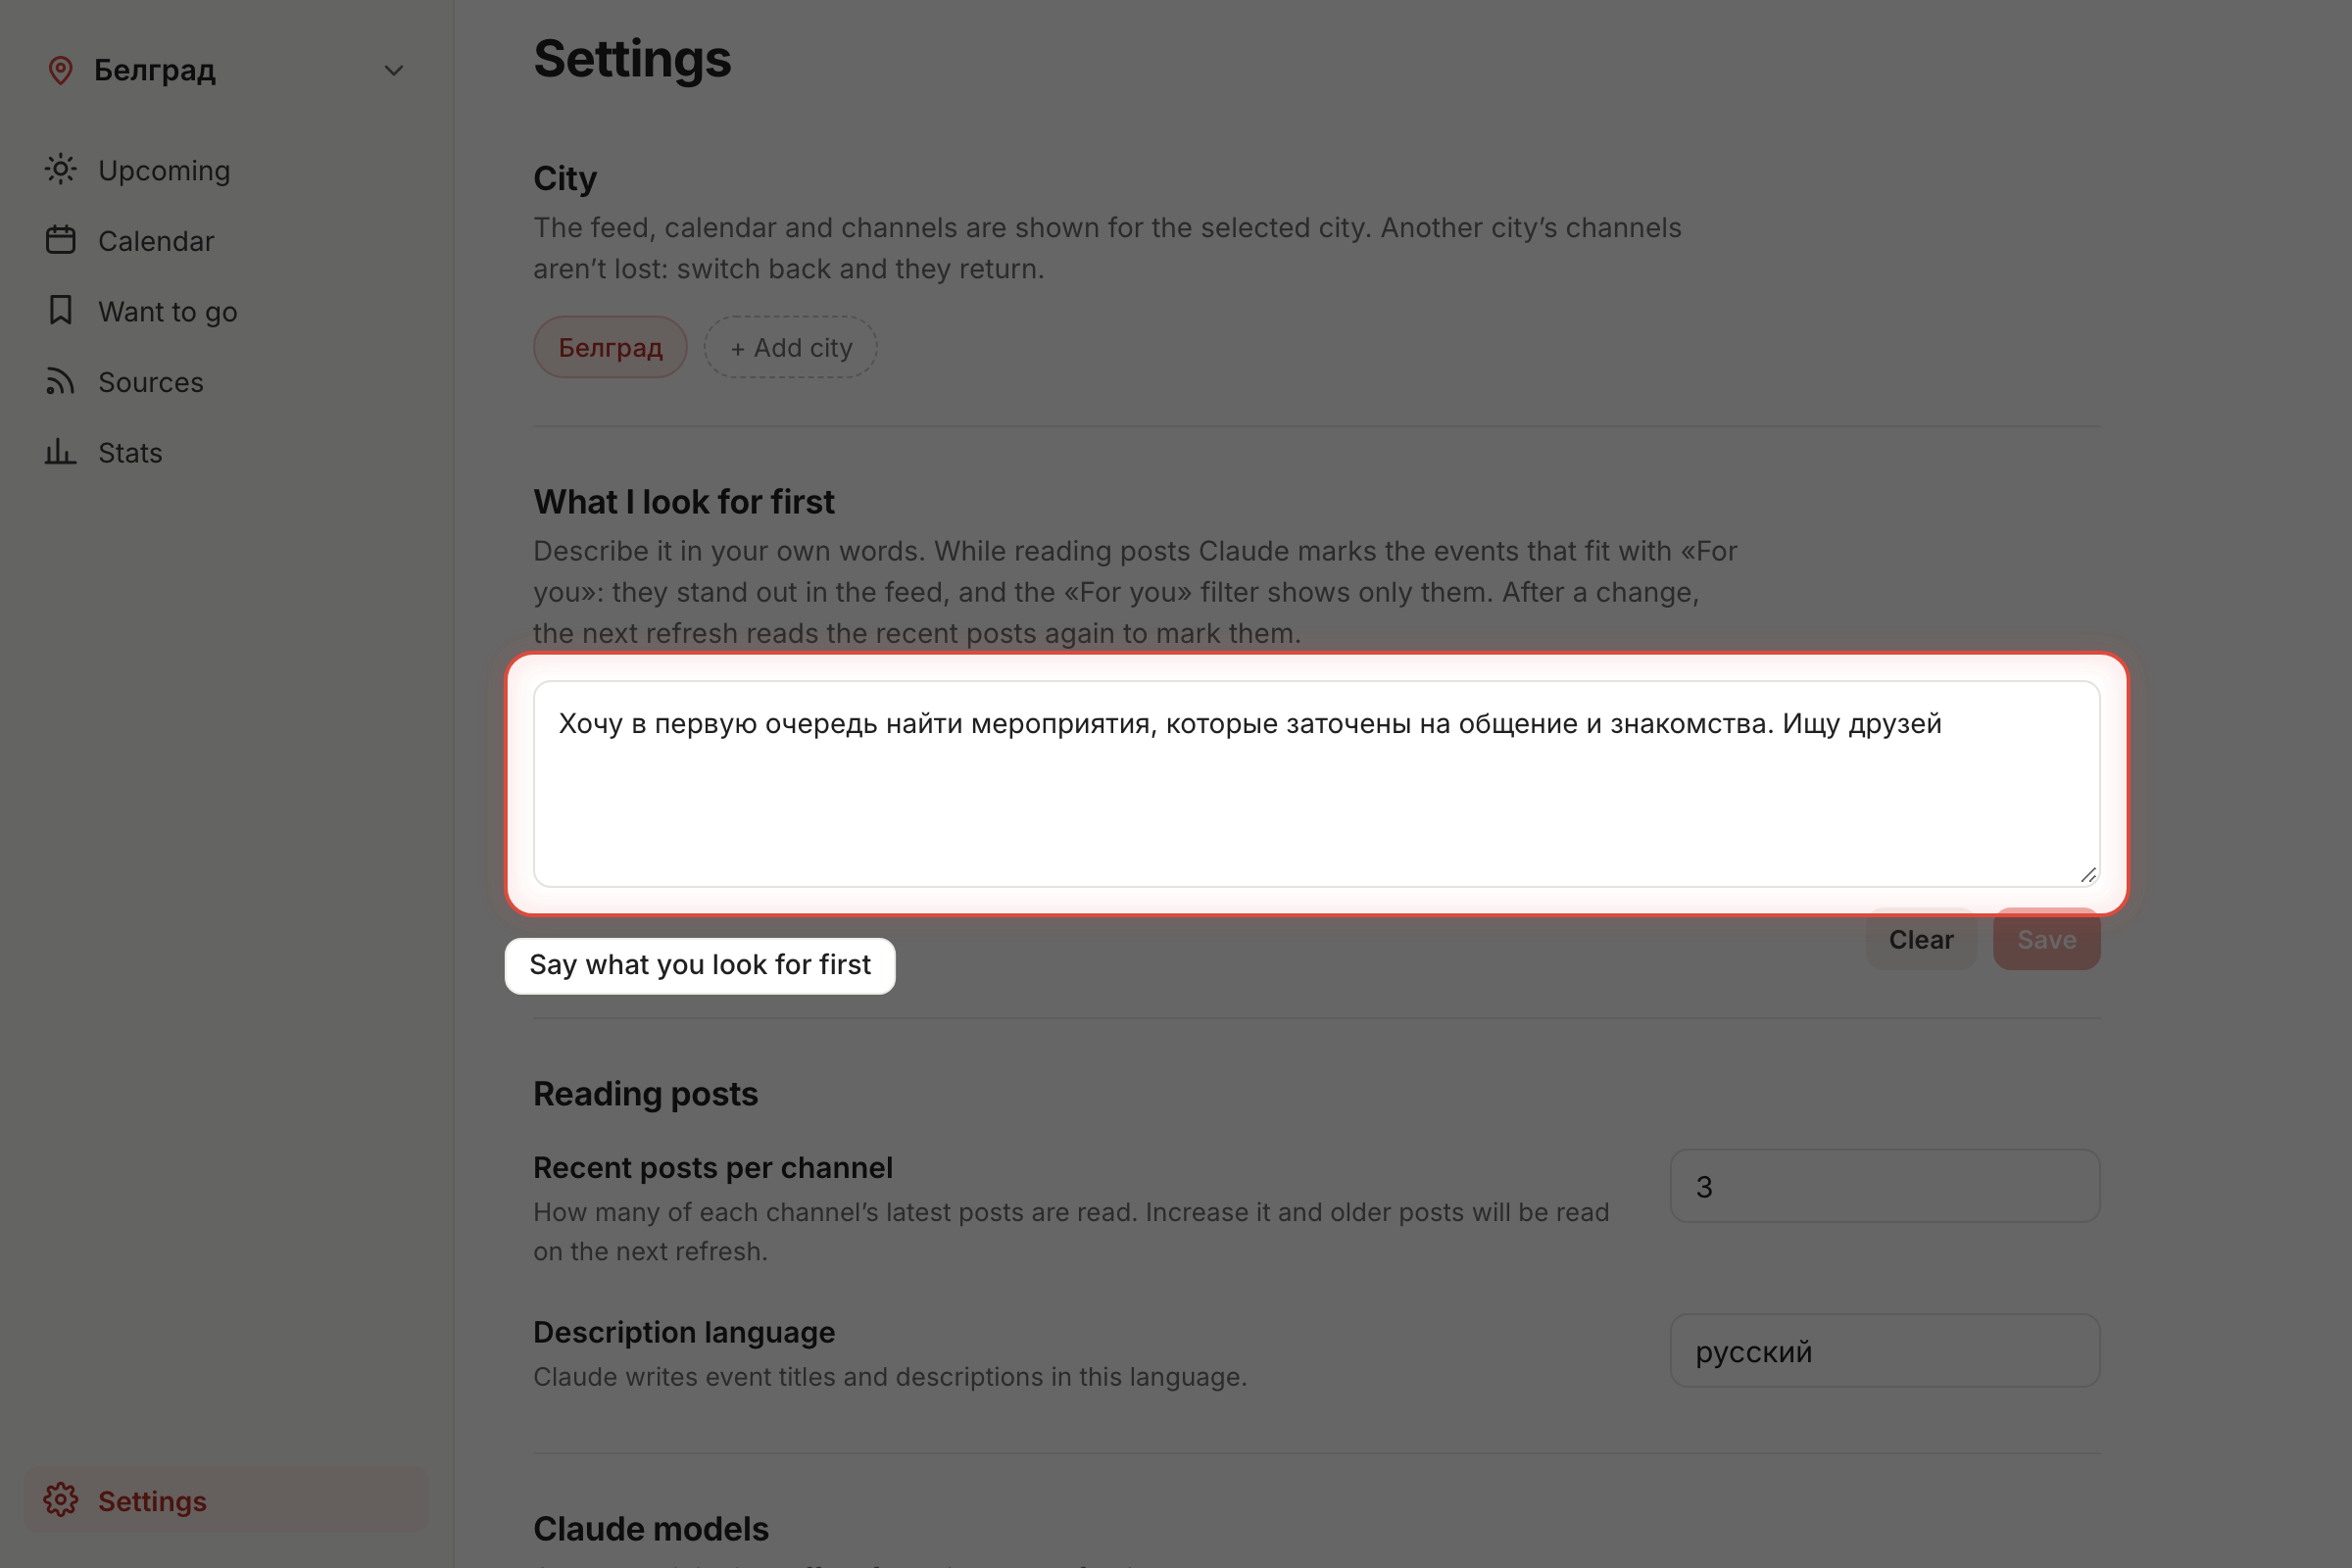 Белград
Upcoming
Calendar
Want to go
Sources
Stats
Settings
Settings
City
The feed, calendar and channels are shown for the selected city. Another city’s channels
aren’t lost: switch back and they return.
Белград
+ Add city
What I look for first
Describe it in your own words. While reading posts Claude marks the events that fit with «For
you»: they stand out in the feed, and the «For you» filter shows only them. After a change,
the next refresh reads the recent posts again to mark them.
Хочу в первую очередь найти мероприятия, которые заточены на общение и знакомства. Ищу друзей
Clear
Save
Say what you look for first
Reading posts
Recent posts per channel
How many of each channel’s latest posts are read. Increase it and older posts will be read
on the next refresh.
3
Description language
Claude writes event titles and descriptions in this language.
русский
Claude models